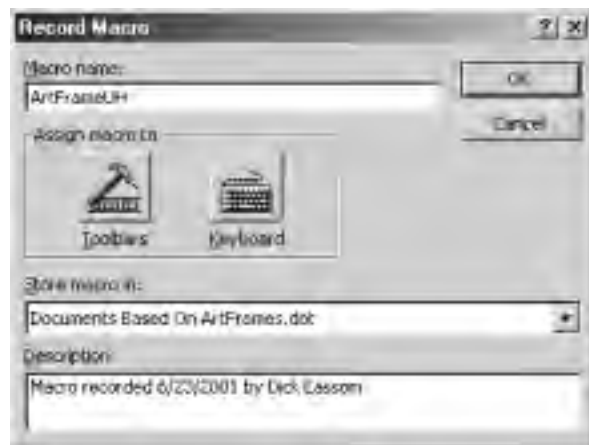 Record Macro
Macro name:
OK
ArtFrameUH
Cancel
Assign macro to
Toolbars
Keyboard
Store macro in:
Documents Based On ArtFrames.dot
Description:
Macro recorded 6/23/2001 by Dick